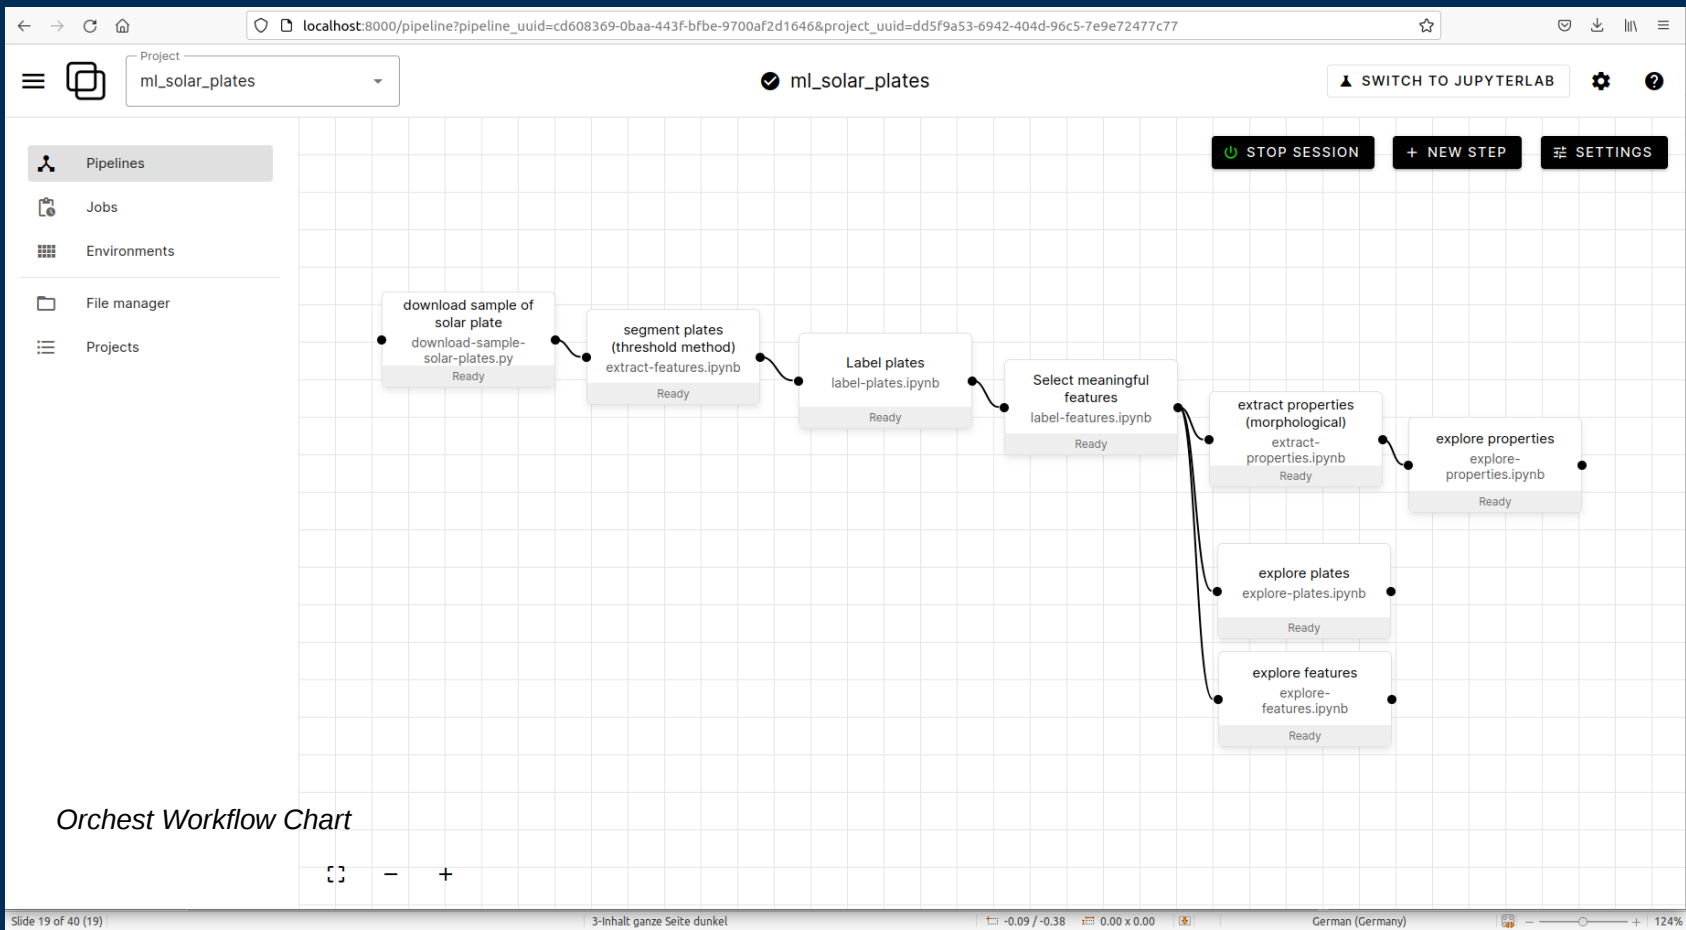 localhost:8000/pipeline?pipeline_uuid=cd608369-0baa-443f-bfbe-9700af2d1646&project_uuid=dd5f9a53-6942-404d-96c5-7e9e72477c77
Project
ml_solar_plates
ml_solar_plates
SWITCH TO JUPYTERLAB
Pipelines
Jobs
Environments
File manager
Projects
STOP SESSION
NEW STEP
SETTINGS
download sample of
solar plate
download-sample-
solar-plates.py
Ready
segment plates
(threshold method)
extract-features.ipynb
Ready
Label plates
label-plates.ipynb
Ready
Select meaningful
features
label-features.ipynb
Ready
extract properties
(morphological)
extract-
properties.ipynb
Ready
explore properties
explore-
properties.ipynb
Ready
explore plates
explore-plates.ipynb
Ready
explore features
explore-
features.ipynb
Ready
Orchest Workflow Chart
Slide 19 of 40 (19)
3-Inhalt ganze Seite dunkel
-0.09 / -0.38
0.00 x 0.00
German (Germany)
124%